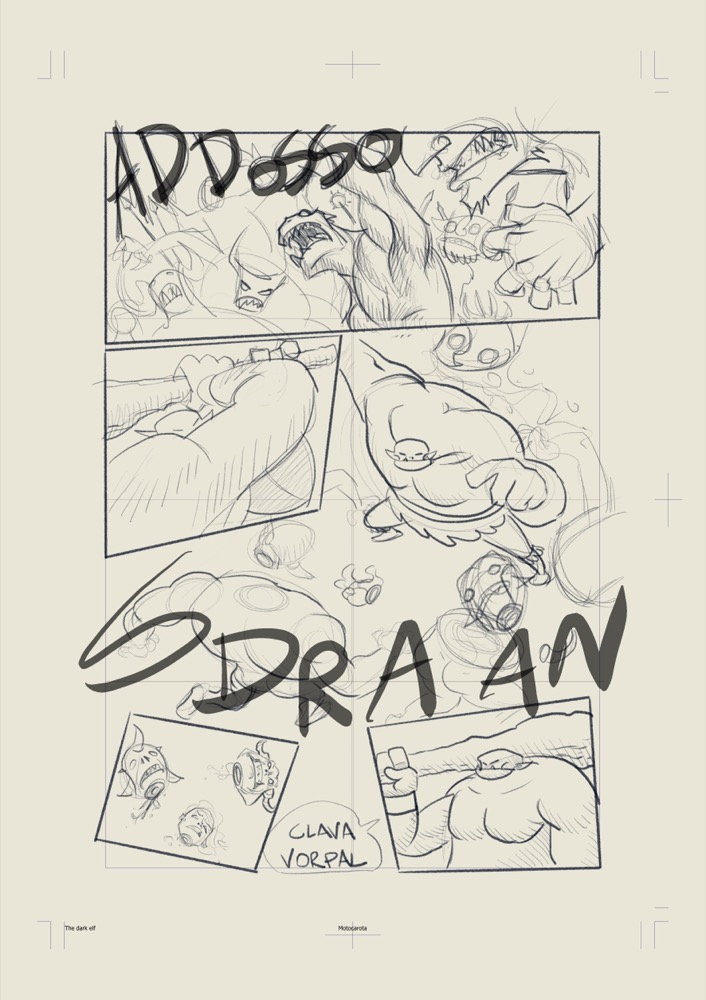 ADDOSSO
SDRAAN
CLAVA
VORPAL
The dark elf
Motocarota